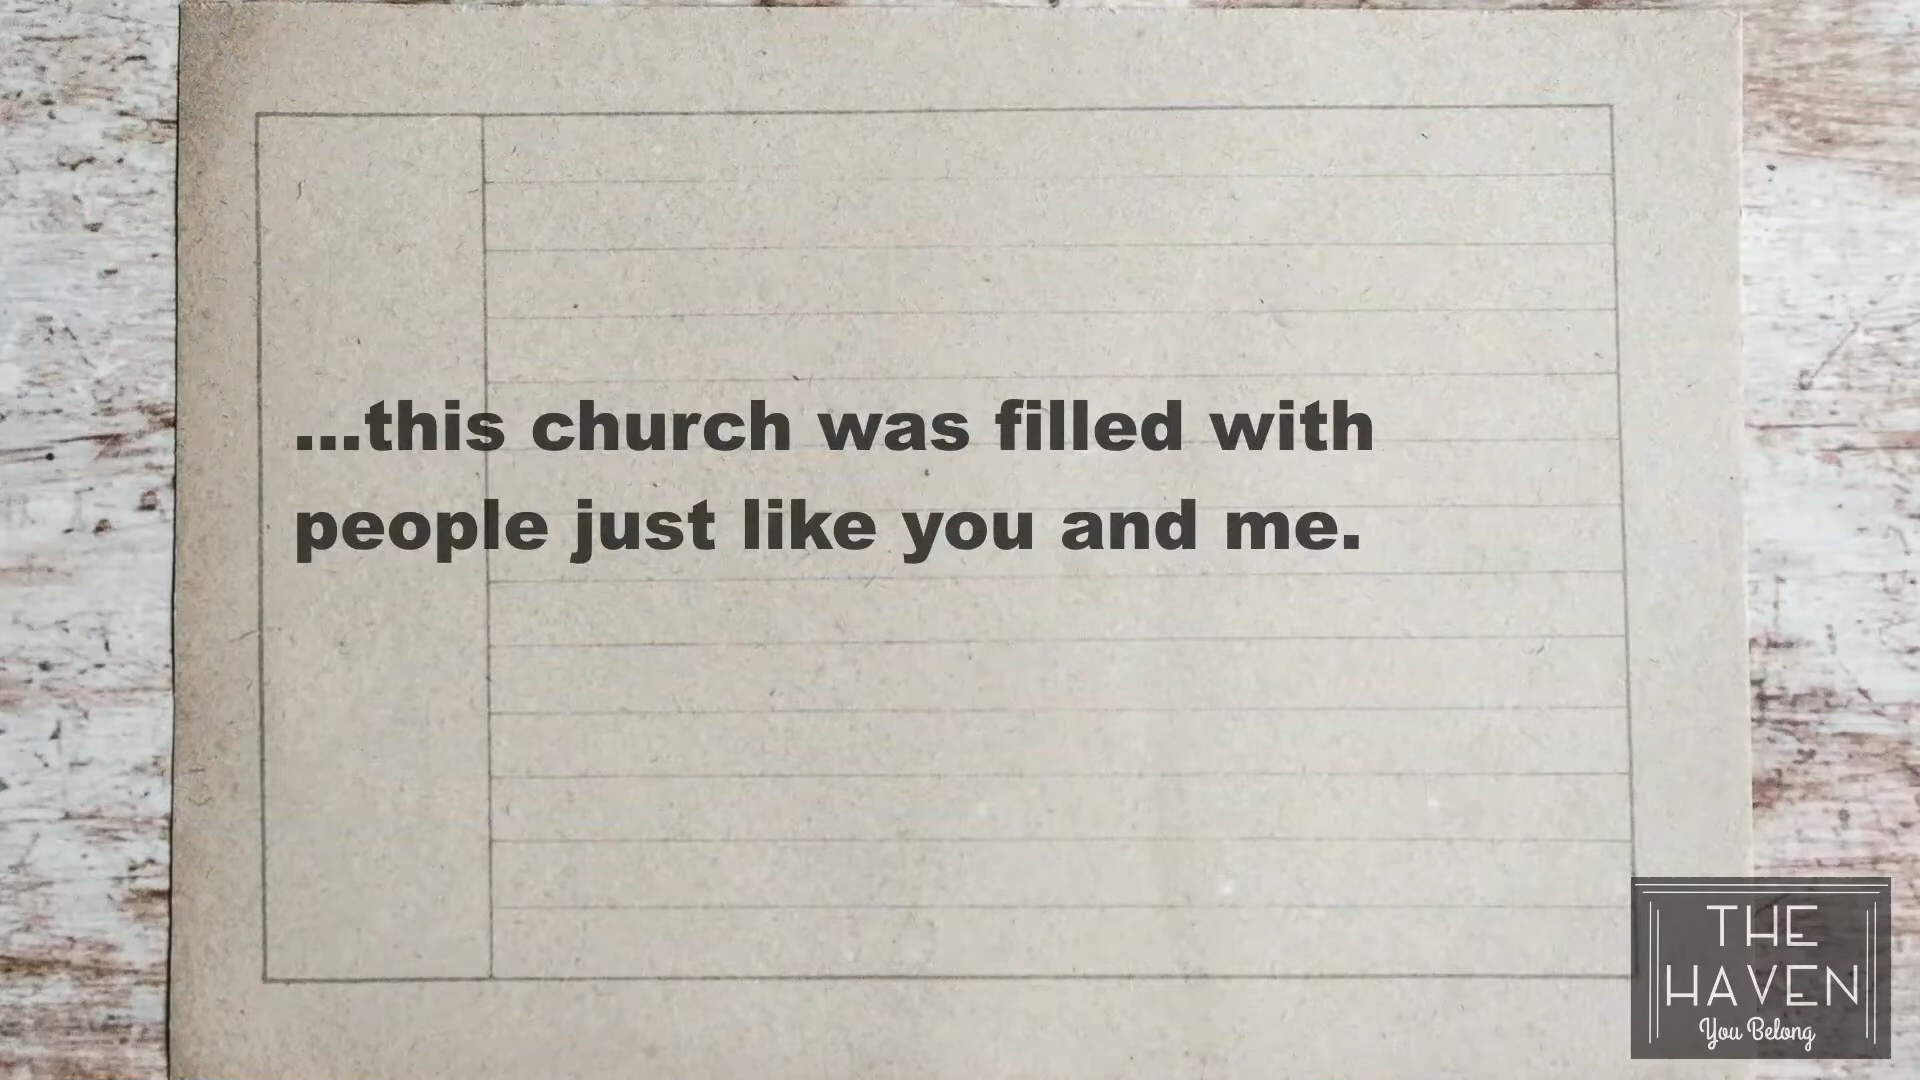 ...this church was filled with
people just like you and me.
THE
HAVEN
You Belong